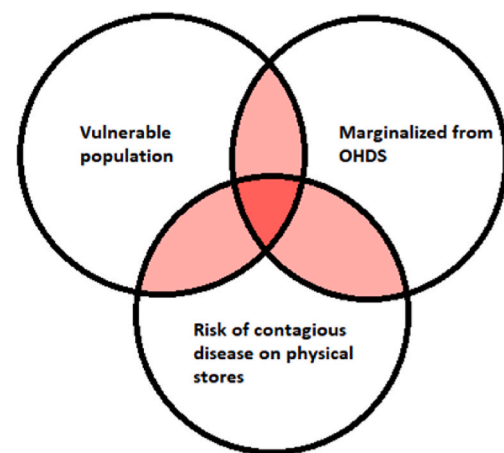 Vulnerable
population
Marginalized from
OHDS
Risk of contagious
disease on physical
stores